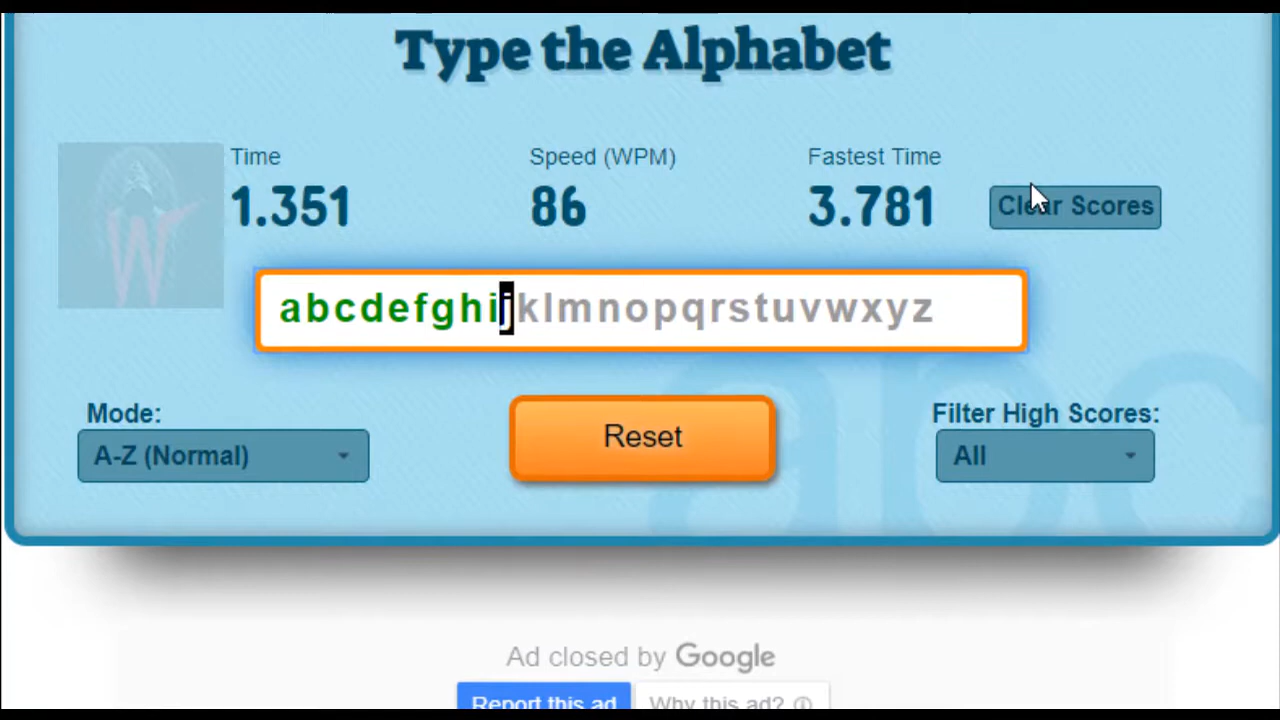 Type the Alphabet
Time Speed (WPM) Fastest Time
1.351 86 3.781 Clear Scores
abcdefghijklmnopqrstuvwxyz
Mode: Filter High Scores:
A-Z (Normal) Reset All
abc
Ad closed by Google
Report this ad Why this ad?